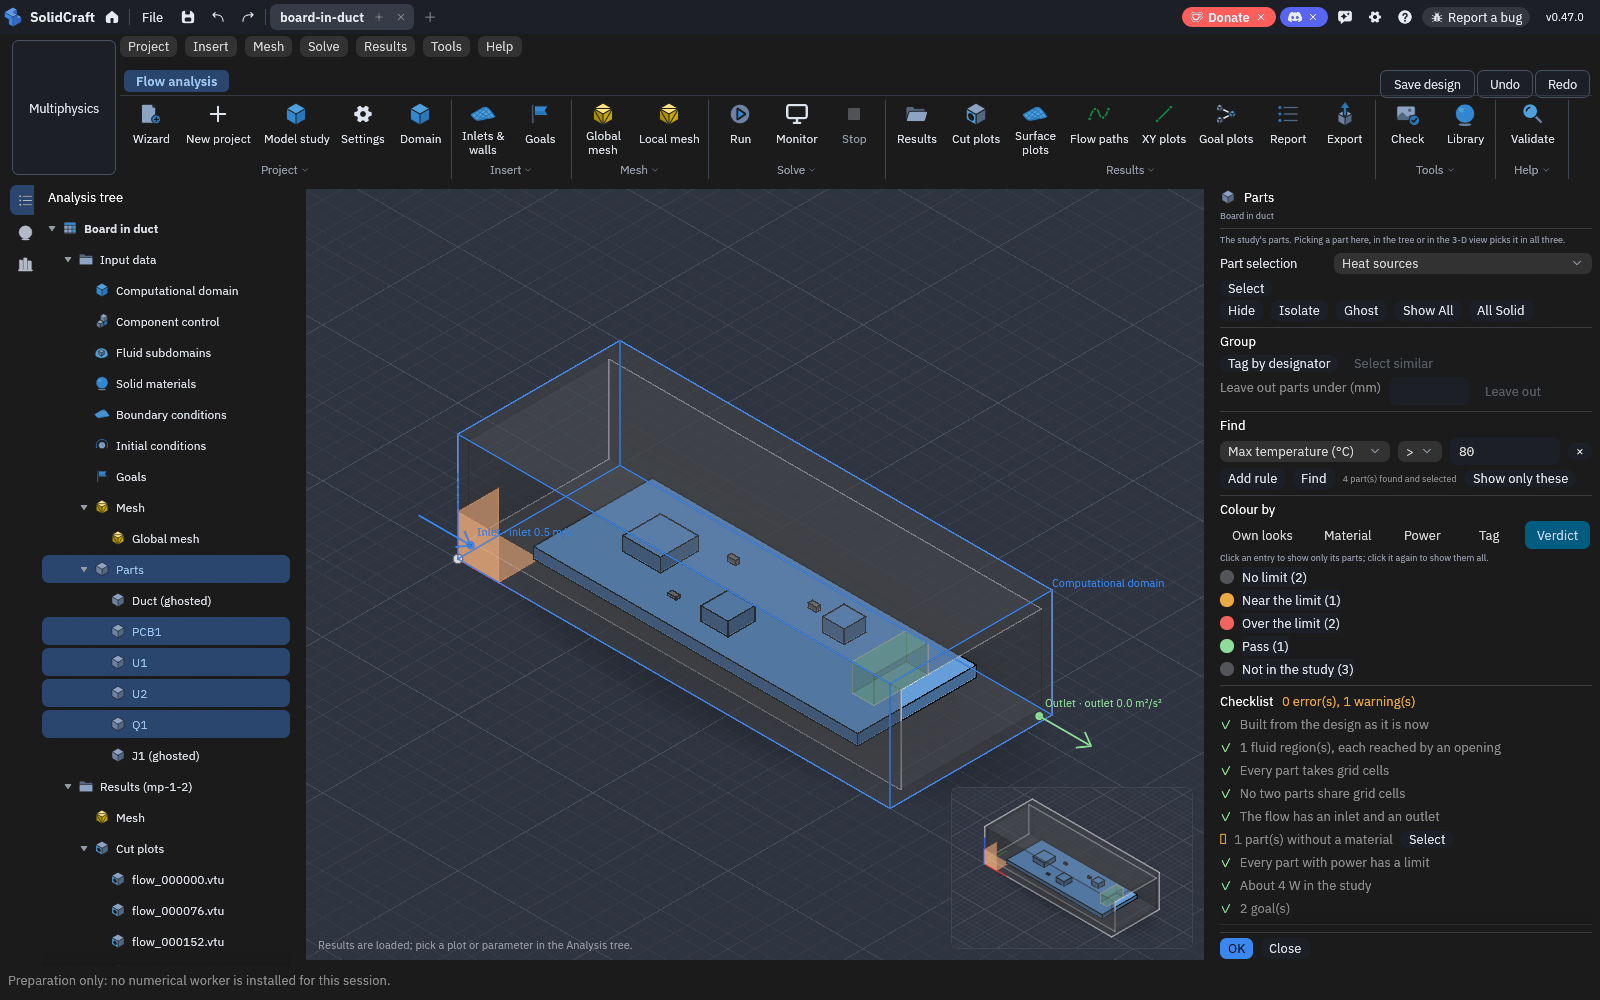 SolidCraft
File
board-in-duct
Donate
Report a bug
v0.47.0
Multiphysics
Project
Insert
Mesh
Solve
Results
Tools
Help
Flow analysis
Save design
Undo
Redo
Wizard
New project
Model study
Settings
Domain
Inlets & walls
Goals
Global mesh
Local mesh
Run
Monitor
Stop
Results
Cut plots
Surface plots
Flow paths
XY plots
Goal plots
Report
Export
Check
Library
Validate
Project
Insert
Mesh
Solve
Results
Tools
Help
Analysis tree
Board in duct
Input data
Computational domain
Component control
Fluid subdomains
Solid materials
Boundary conditions
Initial conditions
Goals
Mesh
Global mesh
Parts
Duct (ghosted)
PCB1
U1
U2
Q1
J1 (ghosted)
Results (mp-1-2)
Mesh
Cut plots
flow_000000.vtu
flow_000076.vtu
flow_000152.vtu
Inlet · inlet 0.5
Computational domain
Outlet · outlet 0.0 m²/s²
Results are loaded; pick a plot or parameter in the Analysis tree.
Parts
Board in duct
The study's parts. Picking a part here, in the tree or in the 3-D view picks it in all three.
Part selection
Heat sources
Select
Hide
Isolate
Ghost
Show All
All Solid
Group
Tag by designator
Select similar
Leave out parts under (mm)
Leave out
Find
Max temperature (°C)
>
80
×
Add rule
Find
4 part(s) found and selected
Show only these
Colour by
Own looks
Material
Power
Tag
Verdict
Click an entry to show only its parts; click it again to show them all.
No limit (2)
Near the limit (1)
Over the limit (2)
Pass (1)
Not in the study (3)
Checklist 0 error(s), 1 warning(s)
✓ Built from the design as it is now
✓ 1 fluid region(s), each reached by an opening
✓ Every part takes grid cells
✓ No two parts share grid cells
✓ The flow has an inlet and an outlet
1 part(s) without a material Select
✓ Every part with power has a limit
✓ About 4 W in the study
✓ 2 goal(s)
OK
Close
Preparation only: no numerical worker is installed for this session.